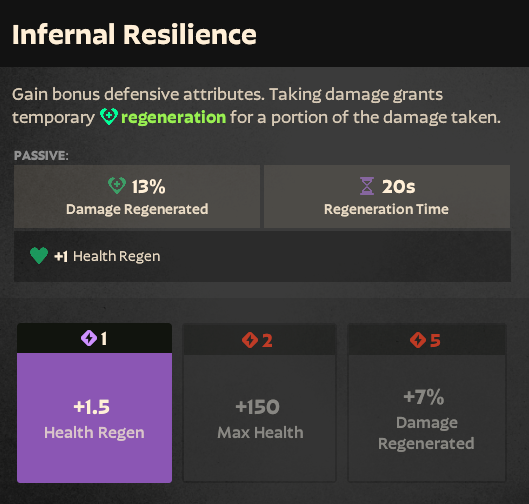 Infernal Resilience
Gain bonus defensive attributes. Taking damage grants
temporary regeneration for a portion of the damage taken.
PASSIVE:
13%
Damage Regenerated
20s
Regeneration Time
+1 Health Regen
1
+1.5
Health Regen
2
+150
Max Health
5
+7%
Damage
Regenerated